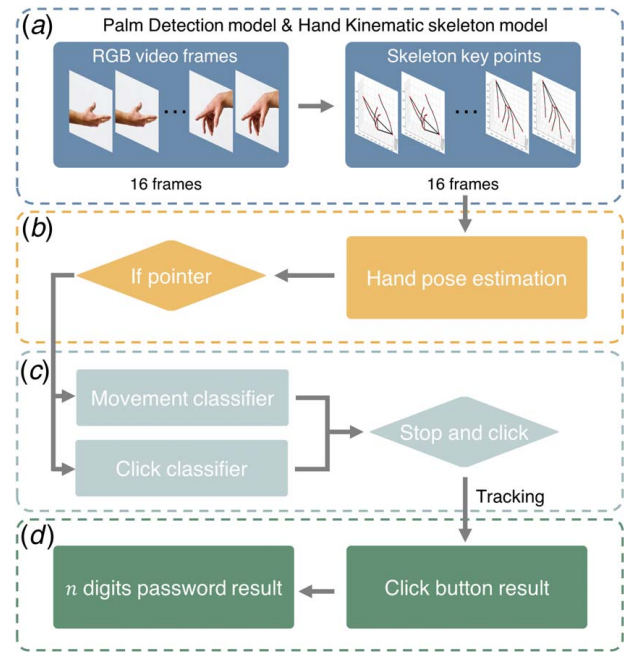 (a)
Palm Detection model & Hand Kinematic skeleton model
RGB video frames
Skeleton key points
16 frames
16 frames
(b)
If pointer
Hand pose estimation
(c)
Movement classifier
Click classifier
Stop and click
Tracking
(d)
n digits password result
Click button result